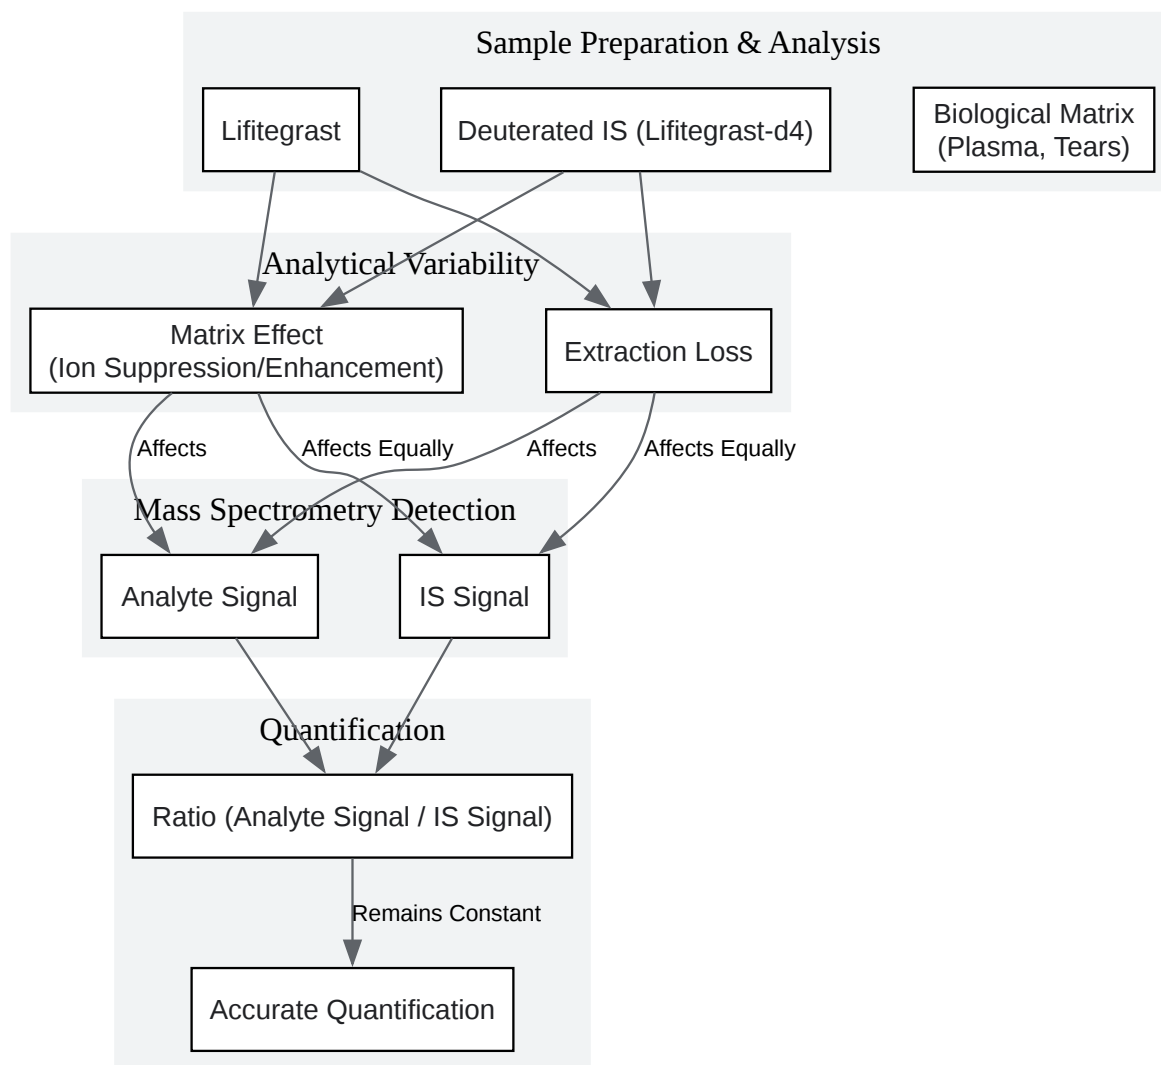 Sample Preparation & Analysis
Lifitegrast
Deuterated IS (Lifitegrast-d4)
Biological Matrix
(Plasma, Tears)
Analytical Variability
Matrix Effect
(Ion Suppression/Enhancement)
Extraction Loss
Affects
Affects Equally
Affects
Affects Equally
Mass Spectrometry Detection
Analyte Signal
IS Signal
Quantification
Ratio (Analyte Signal / IS Signal)
Remains Constant
Accurate Quantification